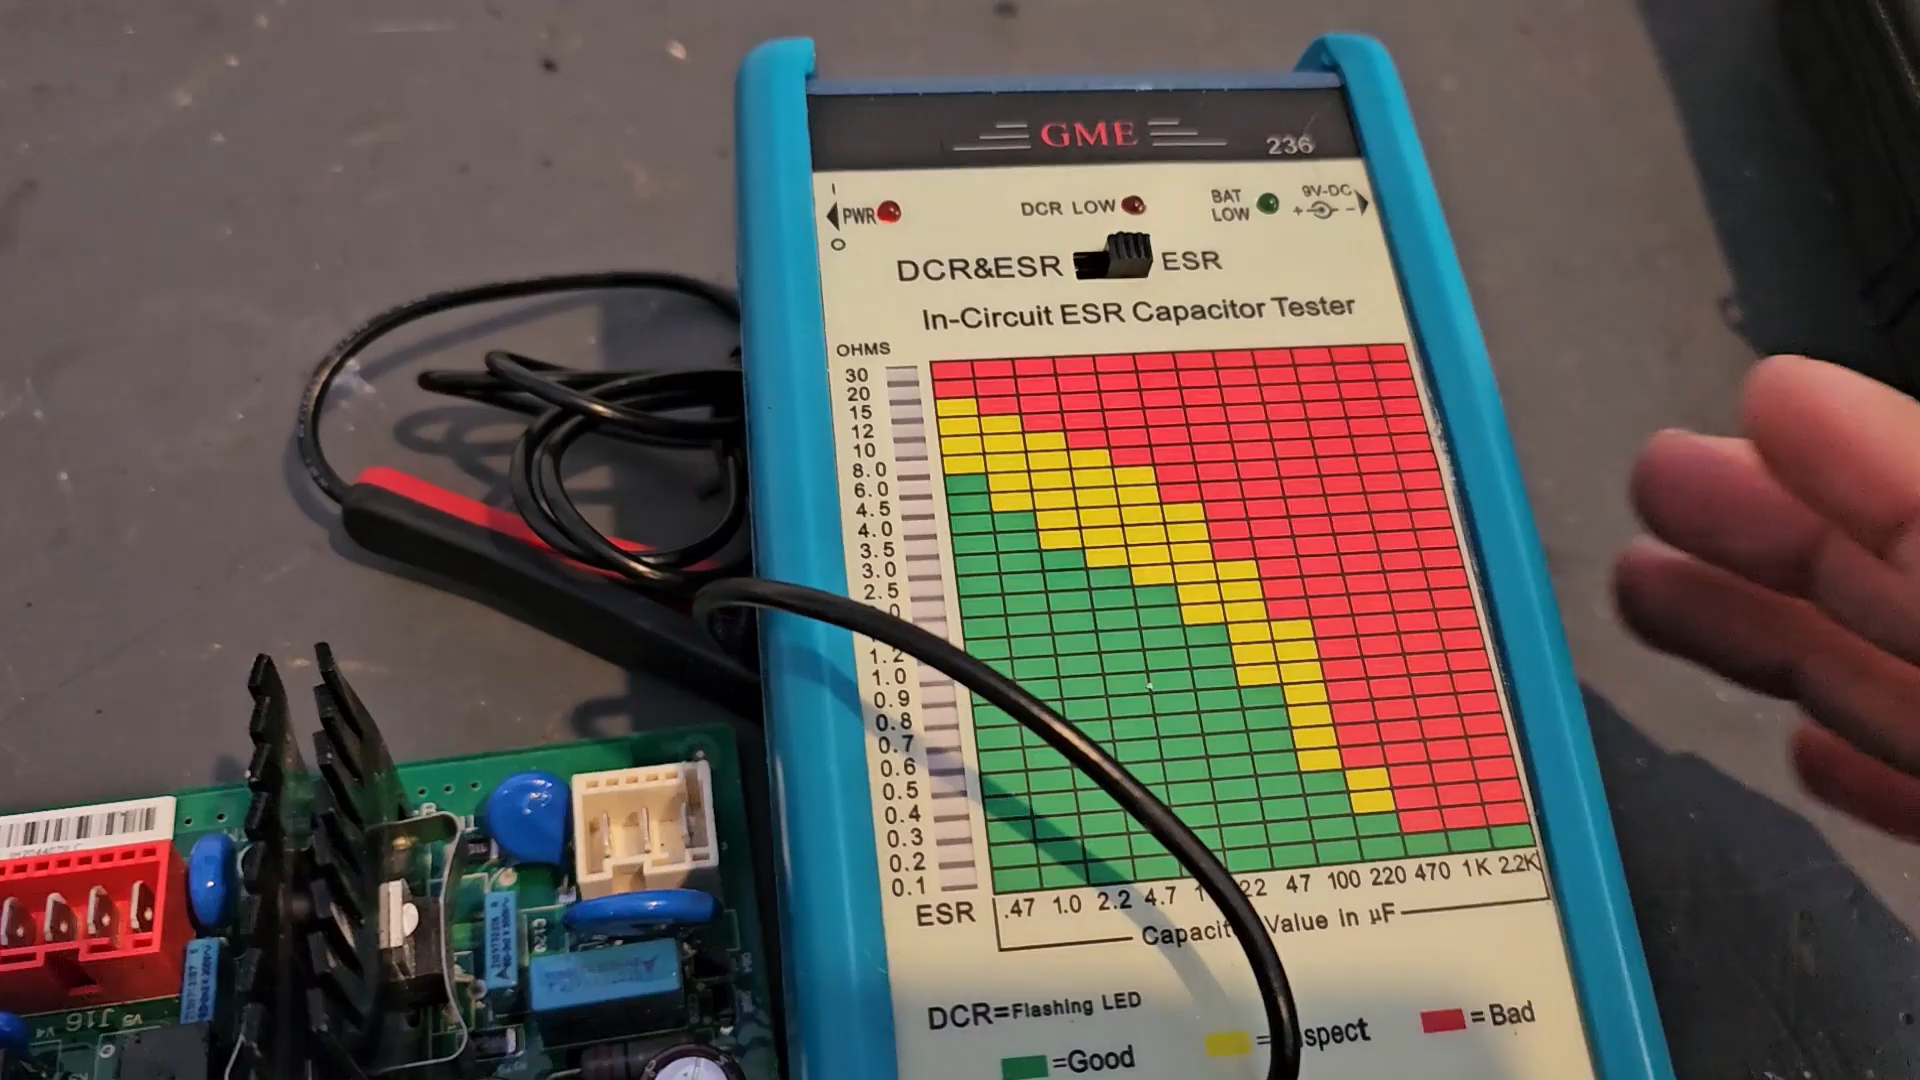 GME
236
PWR
DCR LOW
BAT LOW
9V-DC
+ -
DCR&ESR
ESR
In-Circuit ESR Capacitor Tester
OHMS
30
20
15
12
10
8.0
6.0
4.5
4.0
3.5
3.0
2.5
1.2
1.0
0.9
0.8
0.7
0.6
0.5
0.4
0.3
0.2
0.1
ESR
.47 1.0 2.2 4.7 22 47 100 220 470 1K 2.2K
Value in µF
DCR=Flashing LED
=Good
=Bad
J16
V5
V4